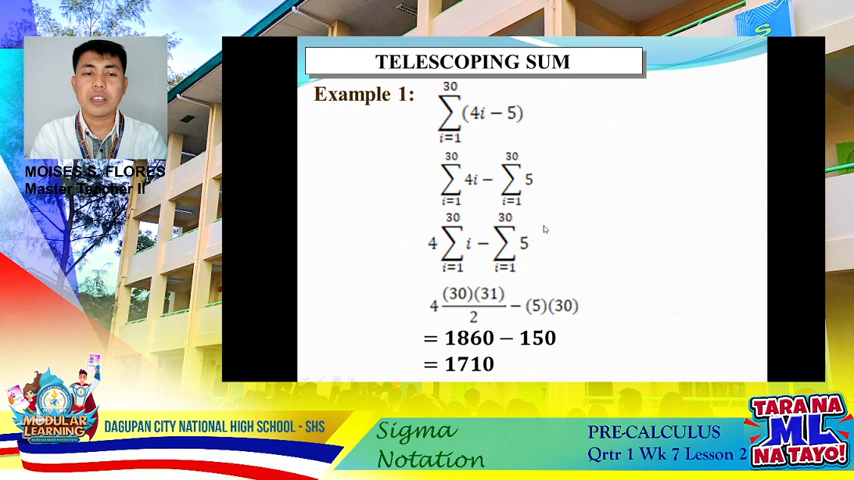 TELESCOPING SUM
Example 1:
30
∑(4i − 5)
i=1
30 30
∑4i − ∑5
i=1 i=1
30 30
4∑i − ∑5
i=1 i=1
4 (30)(31)/2 − (5)(30)
= 1860 − 150
= 1710
MOISES S. FLORES
Master Teacher II
MODULAR
LEARNING
DAGUPAN CITY NATIONAL HIGH SCHOOL - SHS
Sigma
Notation
PRE-CALCULUS
Qrtr 1 Wk 7 Lesson 2
TARA NA
ML
NA TAYO!